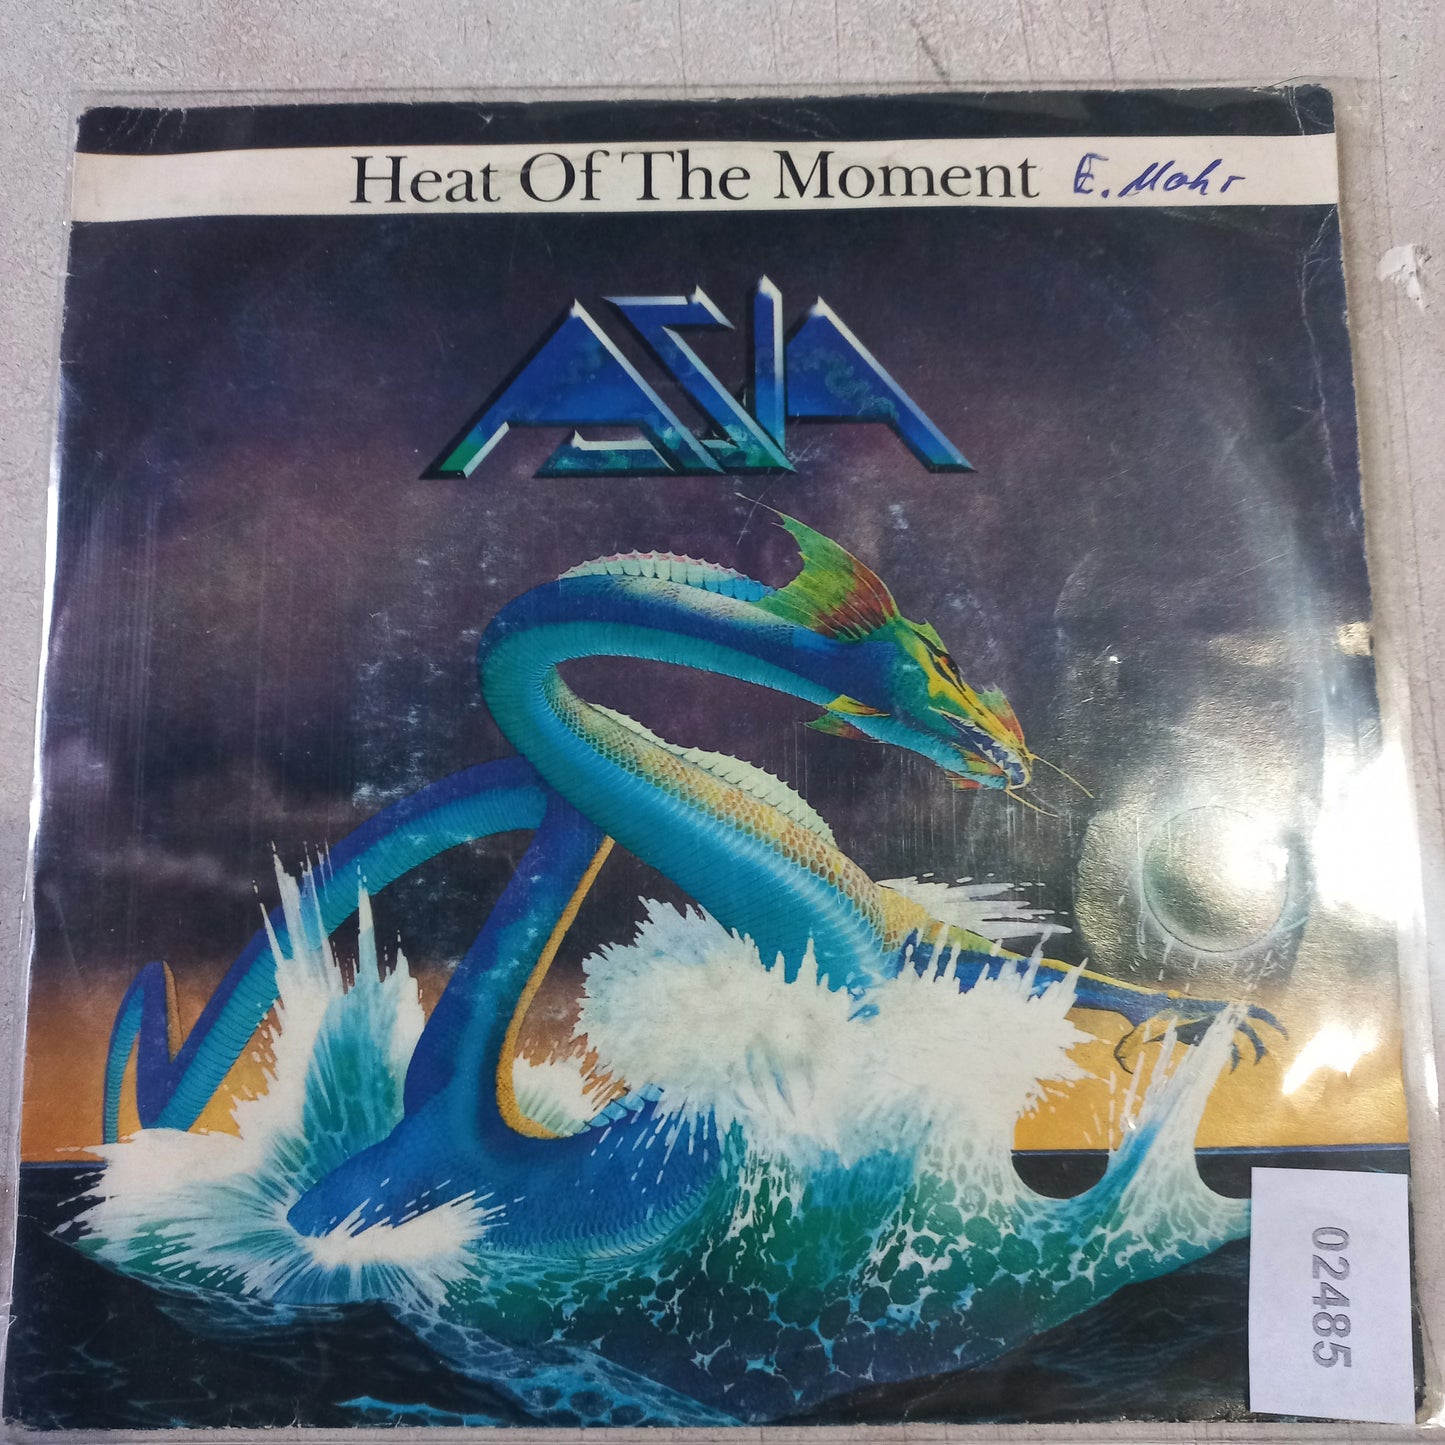 Heat Of The Moment E. Mohr
ASIA
02485